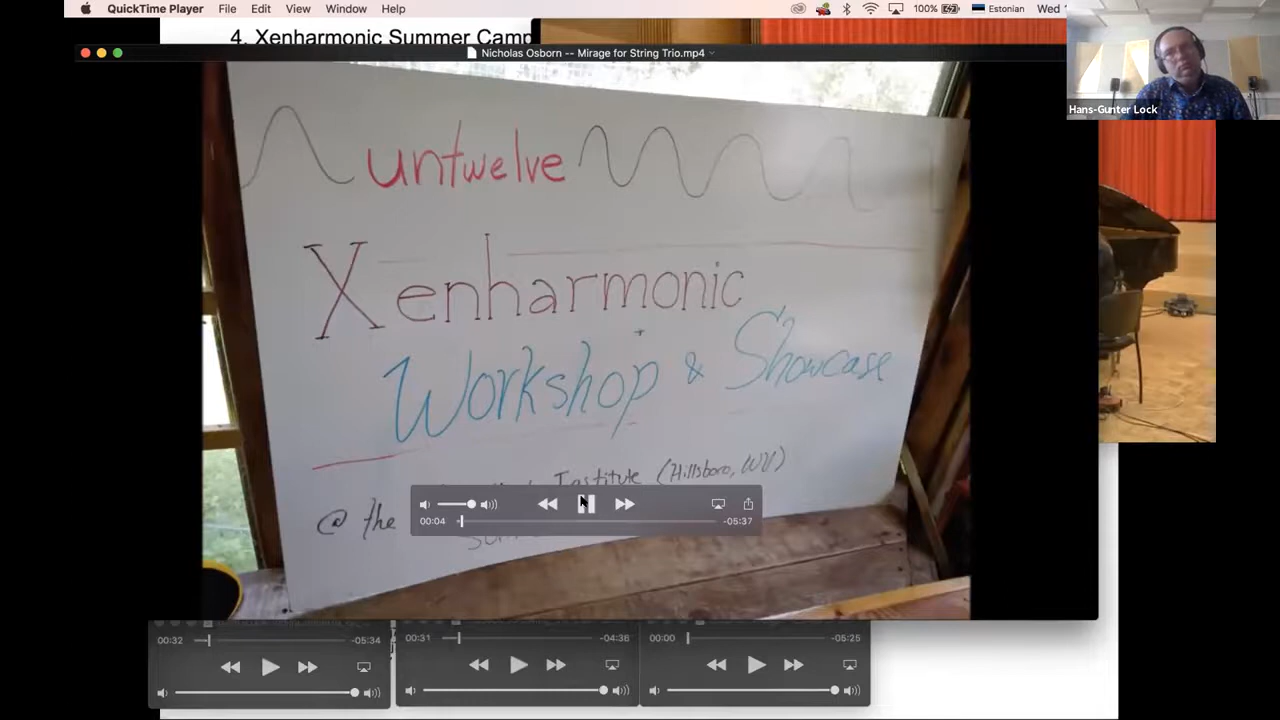 QuickTime Player File Edit View Window Help 100% Estonian Wed
4. Xenharmonic Summer Camp
Nicholas Osborn -- Mirage for String Trio.mp4
Hans-Gunter Lock
untwelve
Xenharmonic
Workshop & Showcase
Institute (Hillsboro, WV)
@ the
00:04 -05:37
00:32 -05:34 00:31 -04:38 00:00 -05:25